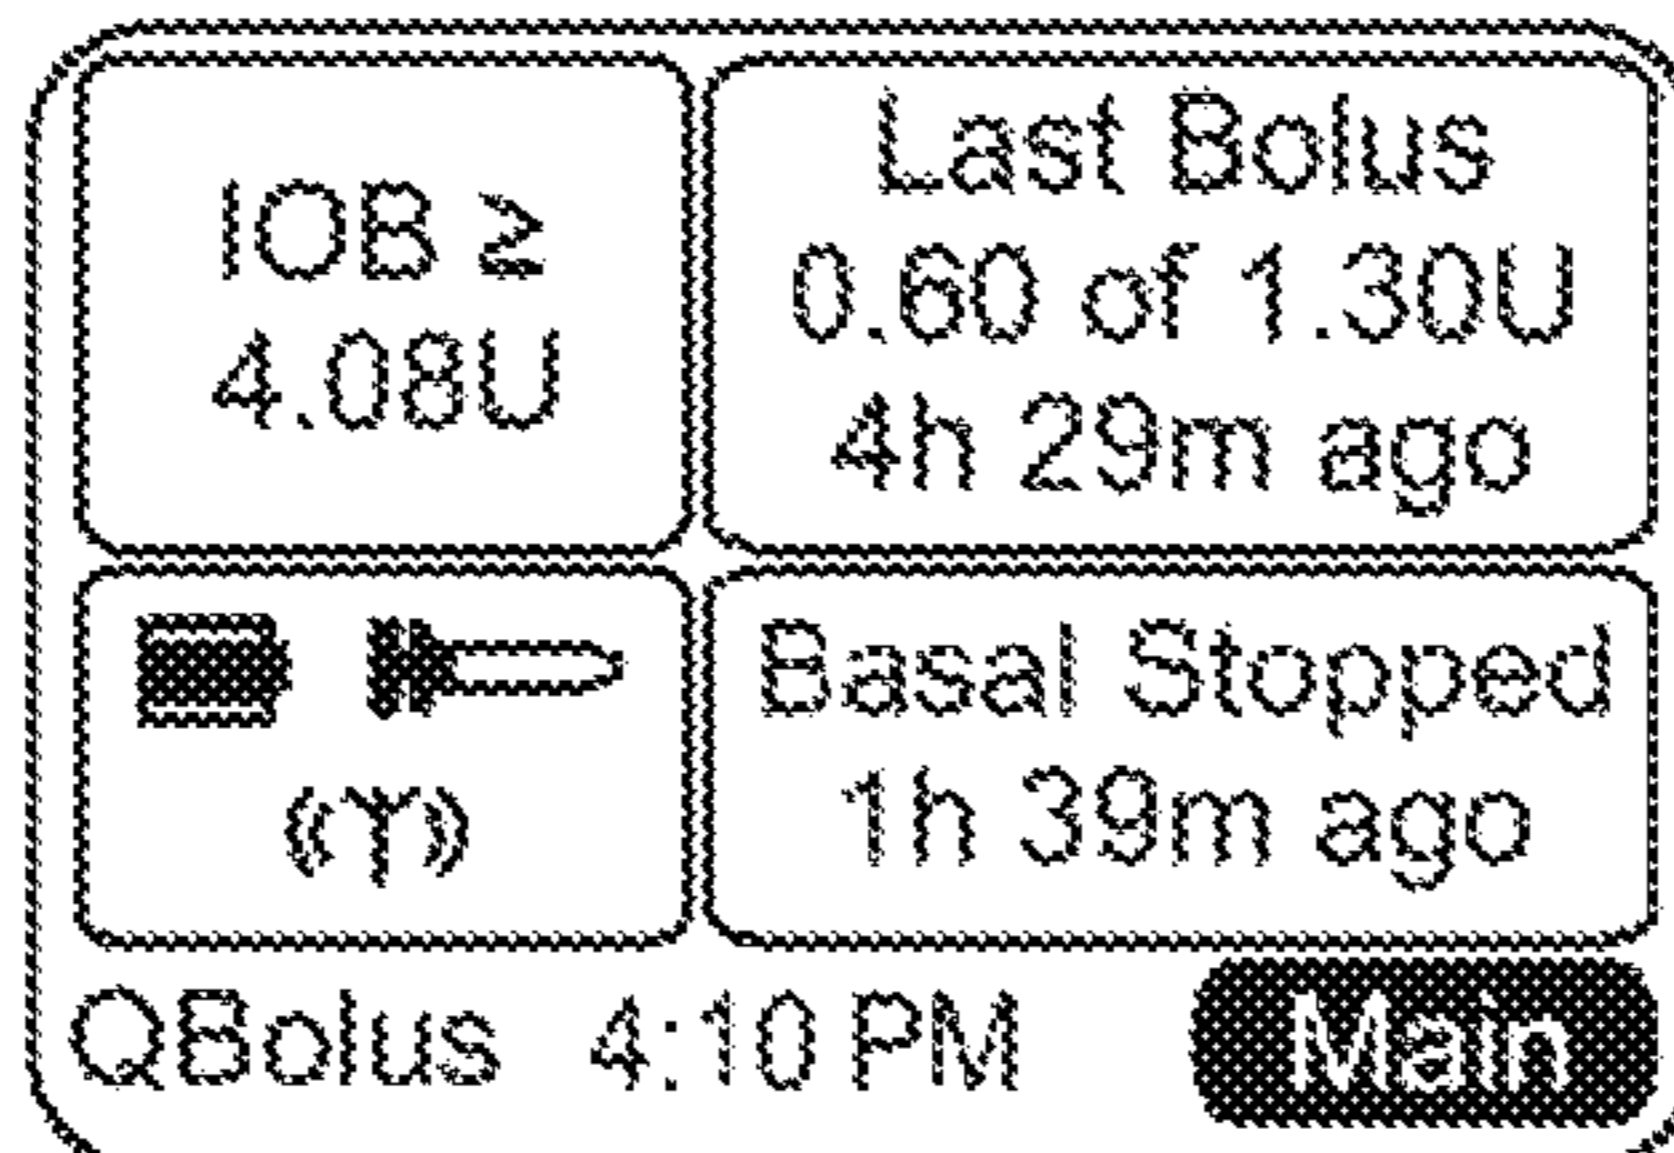 IOB ≥
4.08U
Last Bolus
0.60 of 1.30U
4h 29m ago
Basal Stopped
1h 39m ago
QBolus 4:10 PM
Main